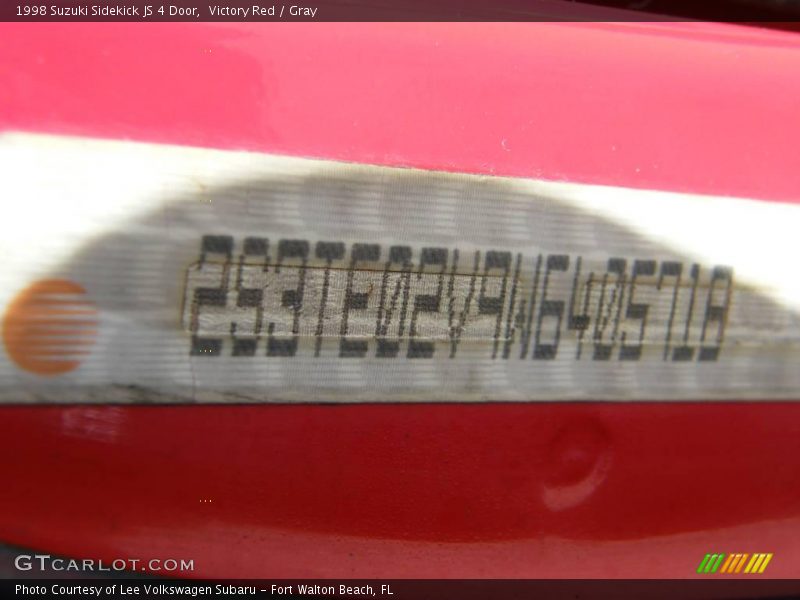 1998 Suzuki Sidekick JS 4 Door, Victory Red / Gray
2S3TE02V9W6405718
GTCARLOT.COM
Photo Courtesy of Lee Volkswagen Subaru - Fort Walton Beach, FL